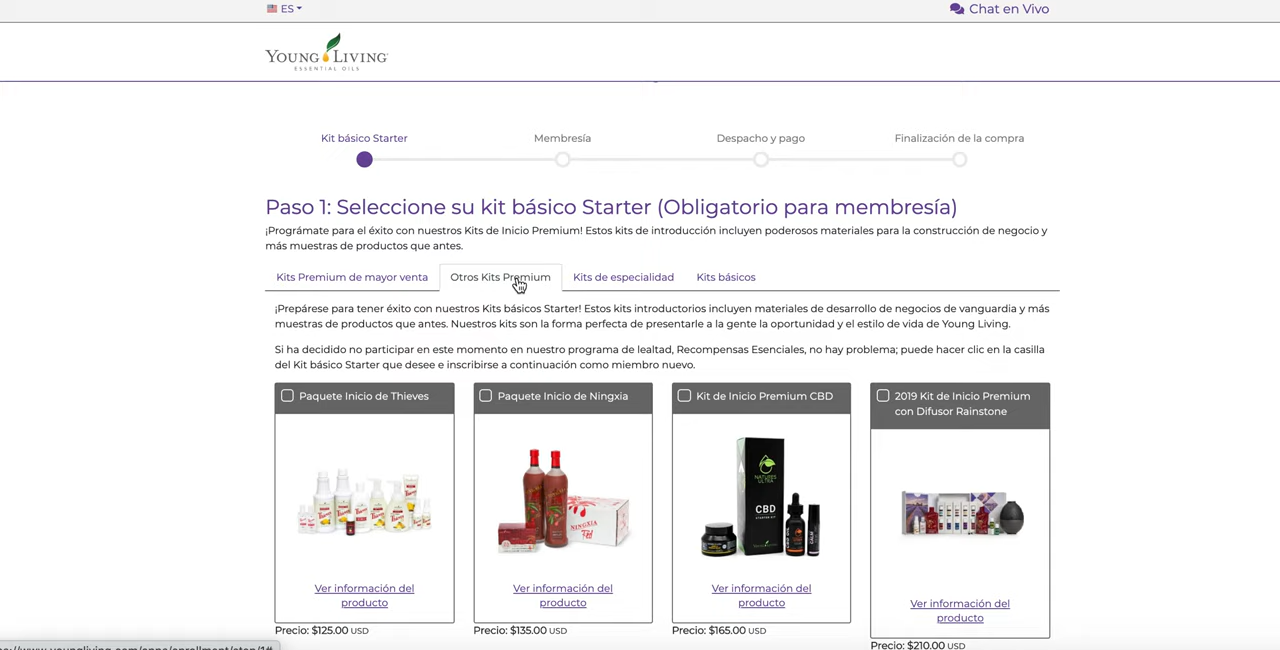 ES
Chat en Vivo
YOUNG LIVING
ESSENTIAL OILS
Kit básico Starter
Membresía
Despacho y pago
Finalización de la compra
Paso 1: Seleccione su kit básico Starter (Obligatorio para membresía)
¡Prográmate para el éxito con nuestros Kits de Inicio Premium! Estos kits de introducción incluyen poderosos materiales para la construcción de negocio y
más muestras de productos que antes.
Kits Premium de mayor venta
Otros Kits Premium
Kits de especialidad
Kits básicos
¡Prepárese para tener éxito con nuestros Kits básicos Starter! Estos kits introductorios incluyen materiales de desarrollo de negocios de vanguardia y más
muestras de productos que antes. Nuestros kits son la forma perfecta de presentarle a la gente la oportunidad y el estilo de vida de Young Living.
Si ha decidido no participar en este momento en nuestro programa de lealtad, Recompensas Esenciales, no hay problema; puede hacer clic en la casilla
del Kit básico Starter que desee e inscribirse a continuación como miembro nuevo.
Paquete Inicio de Thieves
Ver información del
producto
Precio: $125.00 USD
Paquete Inicio de Ningxia
NINGXIA
Red
Ver información del
producto
Precio: $135.00 USD
Kit de Inicio Premium CBD
NATURE'S
ULTRA
CBD
STARTER KIT
Ver información del
producto
Precio: $165.00 USD
2019 Kit de Inicio Premium
con Difusor Rainstone
Ver información del
producto
Precio: $210.00 USD